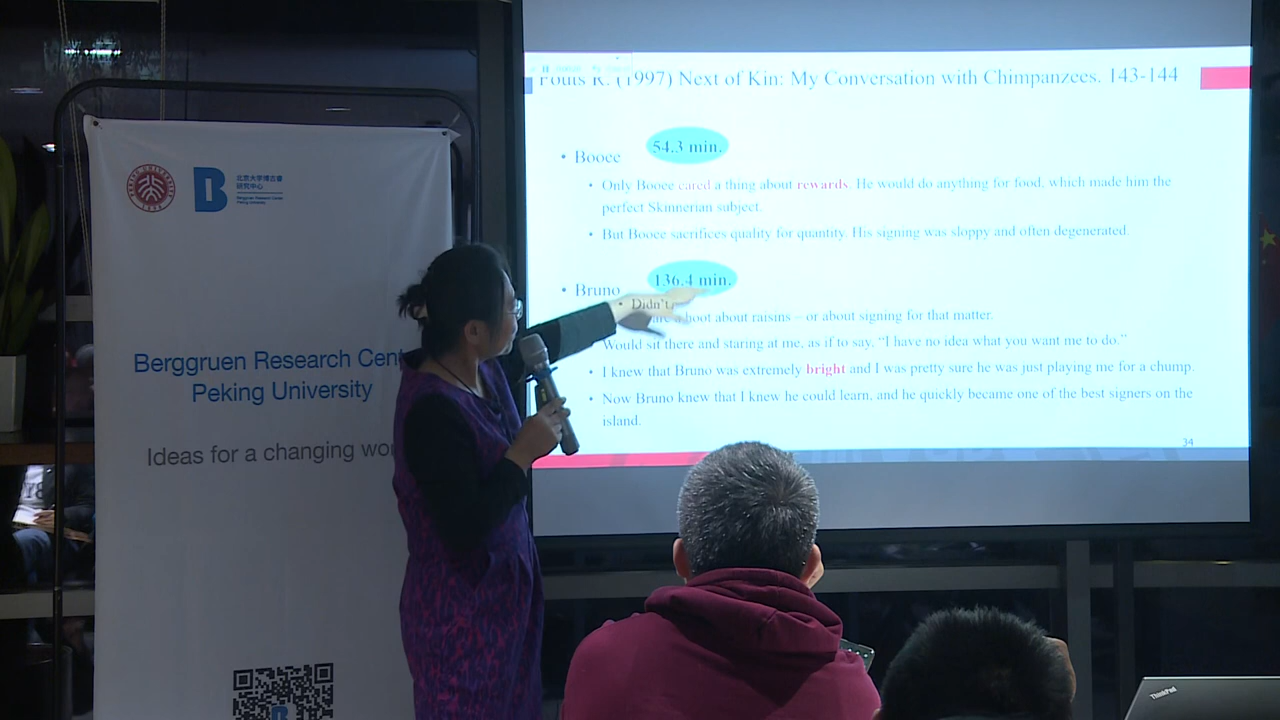 Fouts R. (1997) Next of Kin: My Conversation with Chimpanzees. 143-144
• Booee
54.3 min.
• Only Booee cared a thing about rewards. He would do anything for food, which made him the
perfect Skinnerian subject.
• But Booee sacrifices quality for quantity. His signing was sloppy and often degenerated.
• Bruno
136.4 min.
• Didn't
a hoot about raisins – or about signing for that matter.
Would sit there and staring at me, as if to say, “I have no idea what you want me to do.”
• I knew that Bruno was extremely bright and I was pretty sure he was just playing me for a chump.
• Now Bruno knew that I knew he could learn, and he quickly became one of the best signers on the
island.
34
北京大学博古睿
研究中心
Berggruen Research Center
Peking University
Berggruen Research Cent
Peking University
Ideas for a changing wo
ThinkPad